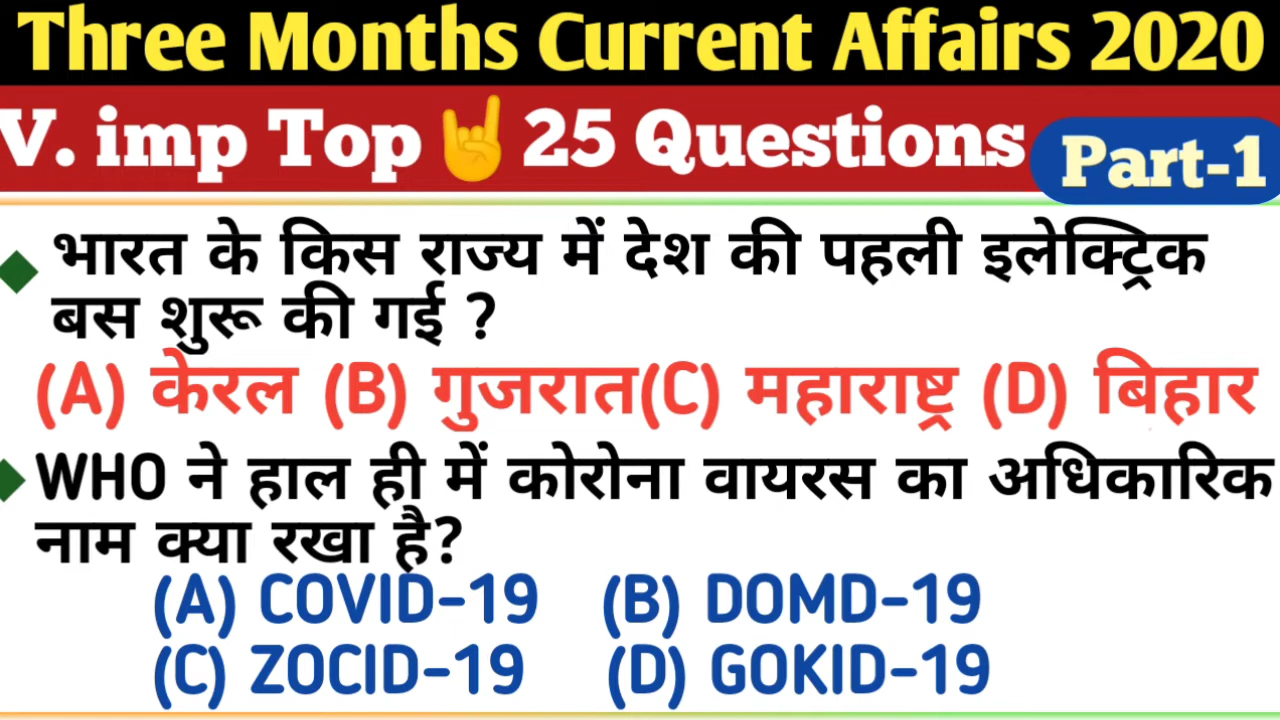 Three Months Current Affairs 2020
V. imp Top🤘25 Questions
Part-1
भारत के किस राज्य में देश की पहली इलेक्ट्रिक
बस शुरू की गई ?
(A) केरल (B) गुजरात(C) महाराष्ट्र (D) बिहार
WHO ने हाल ही में कोरोना वायरस का अधिकारिक
नाम क्या रखा है?
(A) COVID-19 (B) DOMD-19
(C) ZOCID-19 (D) GOKID-19